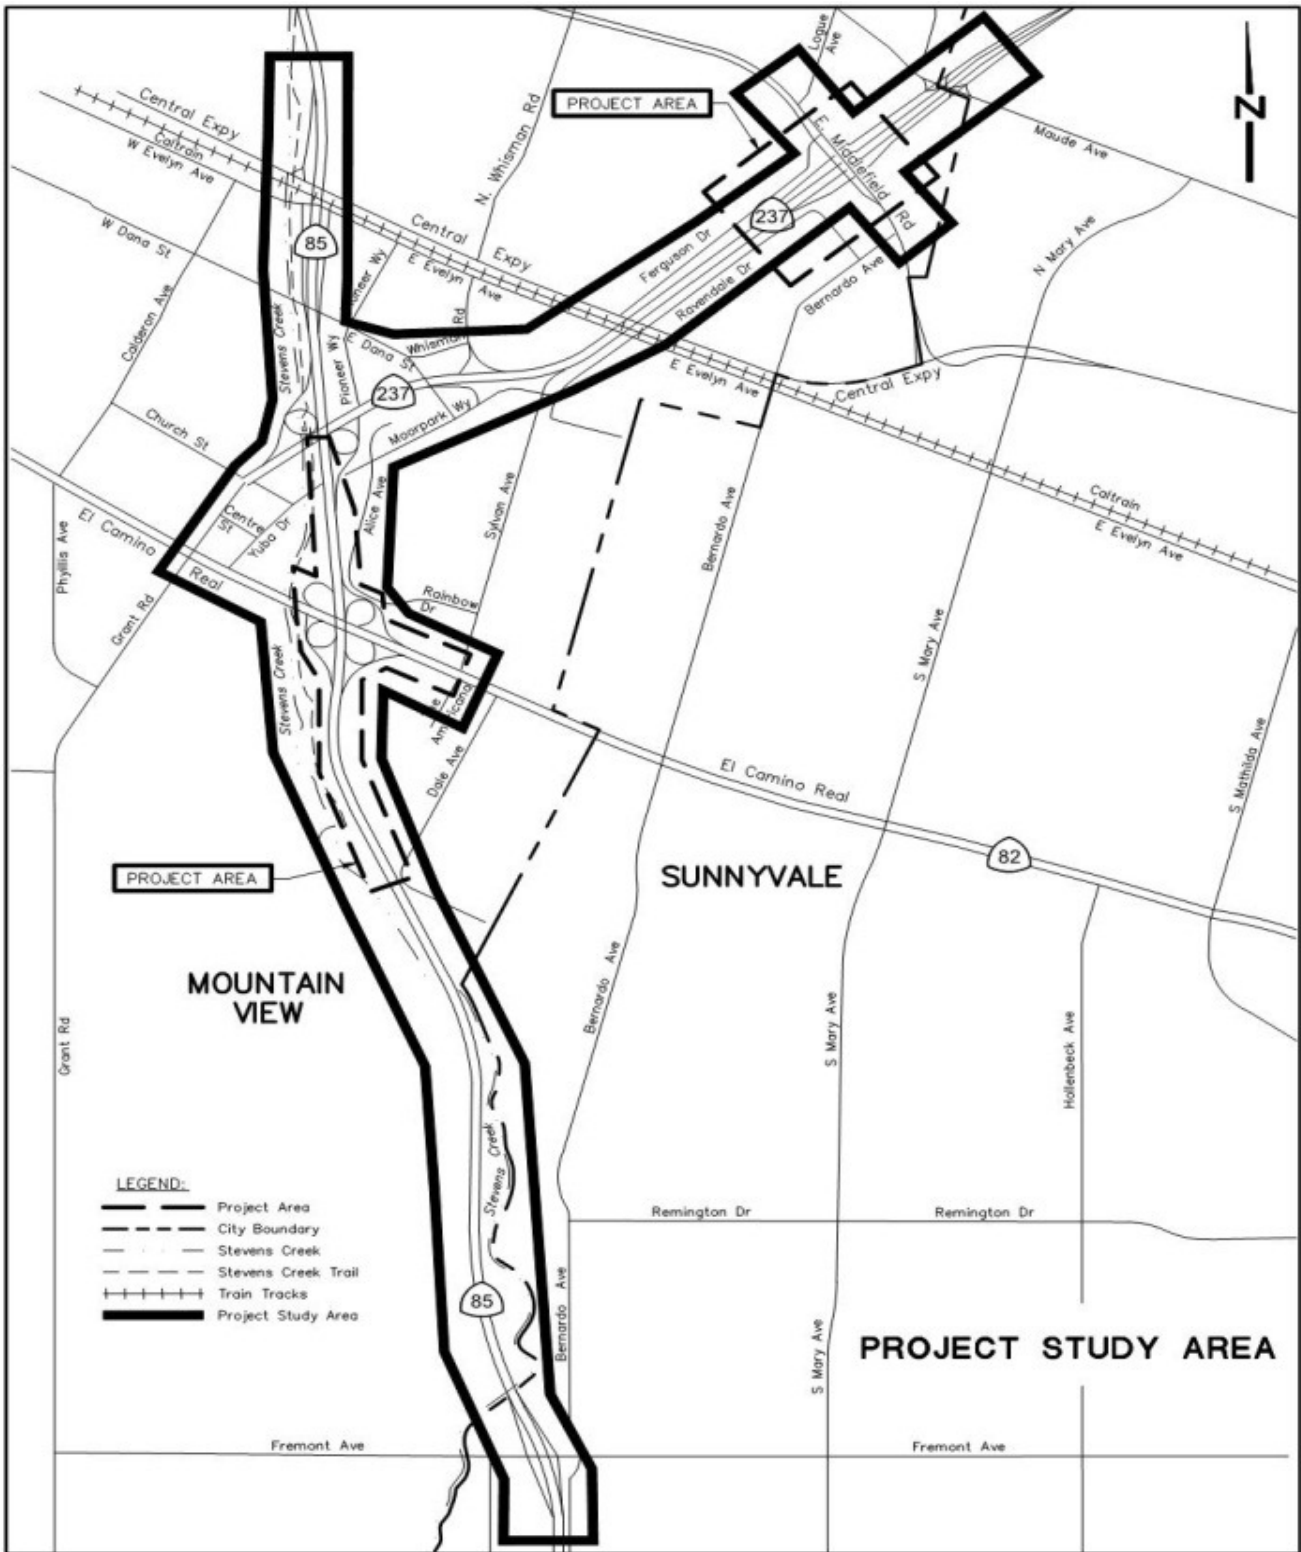 Logue
Ave
PROJECT AREA
N
Central Expy
Caltrain
W Evelyn Ave
N. Whisman Rd
E. Middlefield Rd
Maude Ave
W Dana St
85
Central Expy
E Evelyn Ave
237
Ferguson Dr
Ravendale Dr
Bernardo Ave
N Mary Ave
Calderon Ave
Stevens Creek
Pioneer Wy
E Dana St
Whisman Rd
237
Moorpark Wy
E Evelyn Ave
Central Expy
Church St
Centre
St
Yuba Dr
Alice Ave
Sylvan Ave
Bernardo Ave
Caltrain
E Evelyn Ave
El Camino Real
Phyllis Ave
Grant Rd
Rainbow
Dr
Stevens Creek
Americana
Dale Ave
S Mary Ave
S Mathilda Ave
El Camino Real
82
PROJECT AREA
SUNNYVALE
MOUNTAIN
VIEW
Grant Rd
Bernardo Ave
S Mary Ave
Hollenbeck Ave
Stevens Creek
LEGEND:
Project Area
City Boundary
Stevens Creek
Stevens Creek Trail
Train Tracks
Project Study Area
Remington Dr
Remington Dr
85
Bernardo Ave
S Mary Ave
PROJECT STUDY AREA
Fremont Ave
Fremont Ave